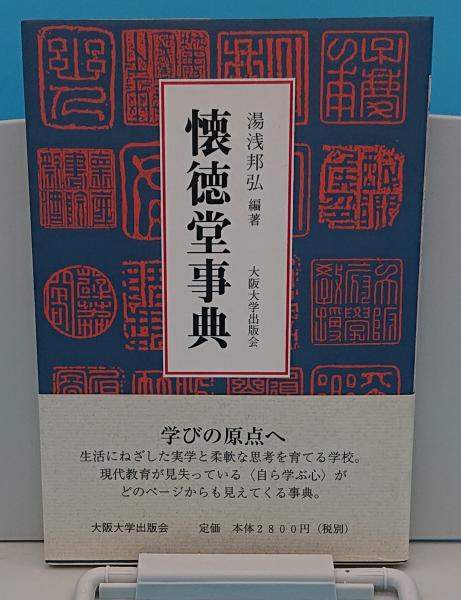 湯浅邦弘 編著
懐徳堂事典
大阪大学出版会
学びの原点へ
生活にねざした実学と柔軟な思考を育てる学校。
現代教育が見失っている〈自ら学ぶ心〉が
どのページからも見えてくる事典。
大阪大学出版会 定価 本体2800円(税別)